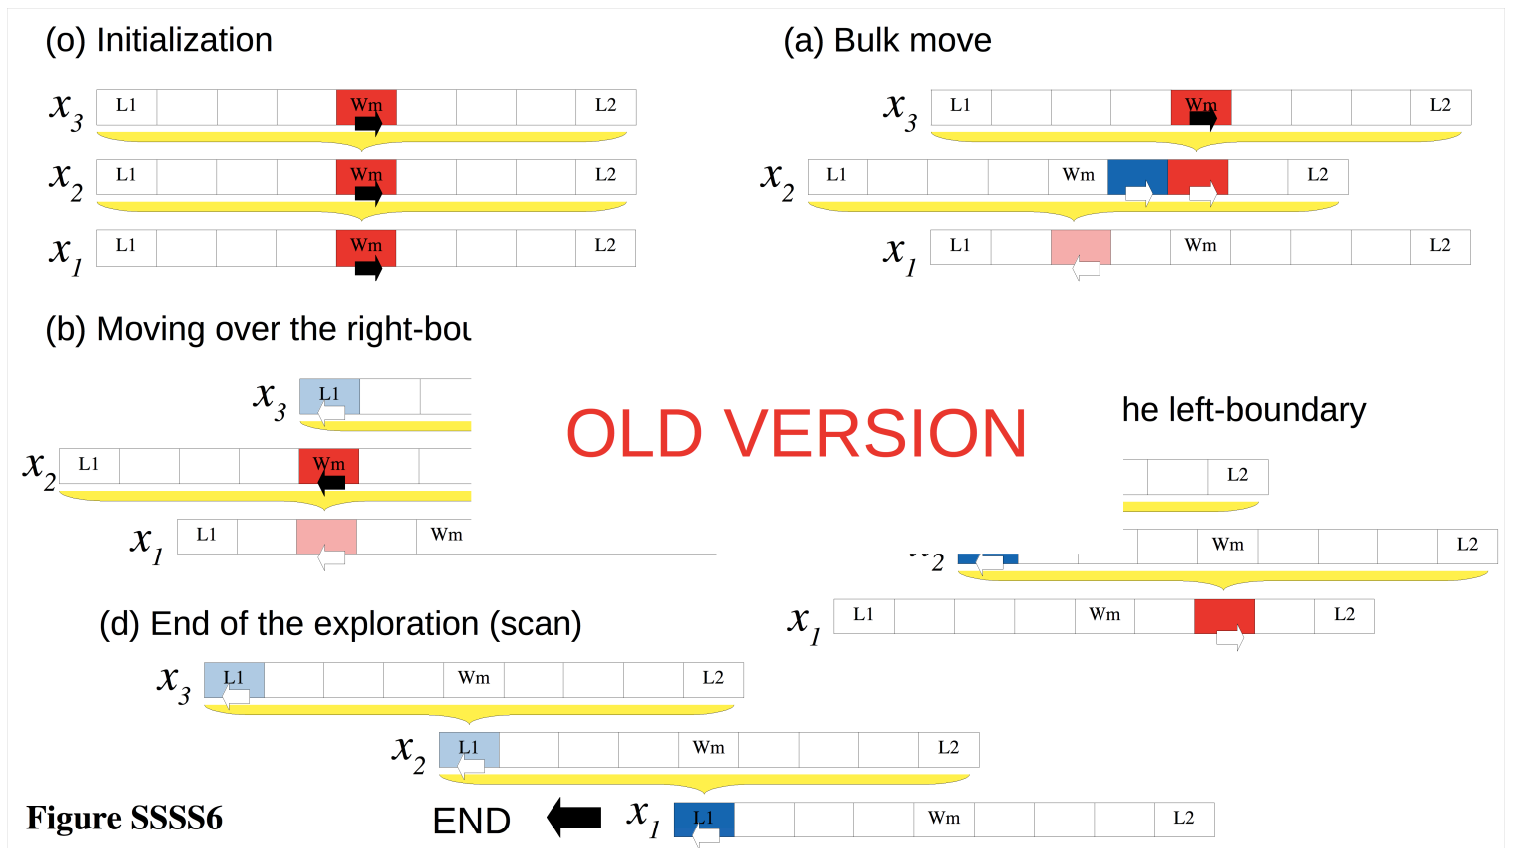 (o) Initialization
x3 L1 Wm L2
x2 L1 Wm L2
x1 L1 Wm L2
(a) Bulk move
x3 L1 Wm L2
x2 L1 Wm L2
x1 L1 Wm L2
(b) Moving over the right-bou
x3 L1
x2 L1 Wm
x1 L1 Wm
OLD VERSION
he left-boundary
L2
2 Wm L2
x1 L1 Wm L2
(d) End of the exploration (scan)
x3 L1 Wm L2
x2 L1 Wm L2
x1 L1 Wm L2
END
Figure SSSS6